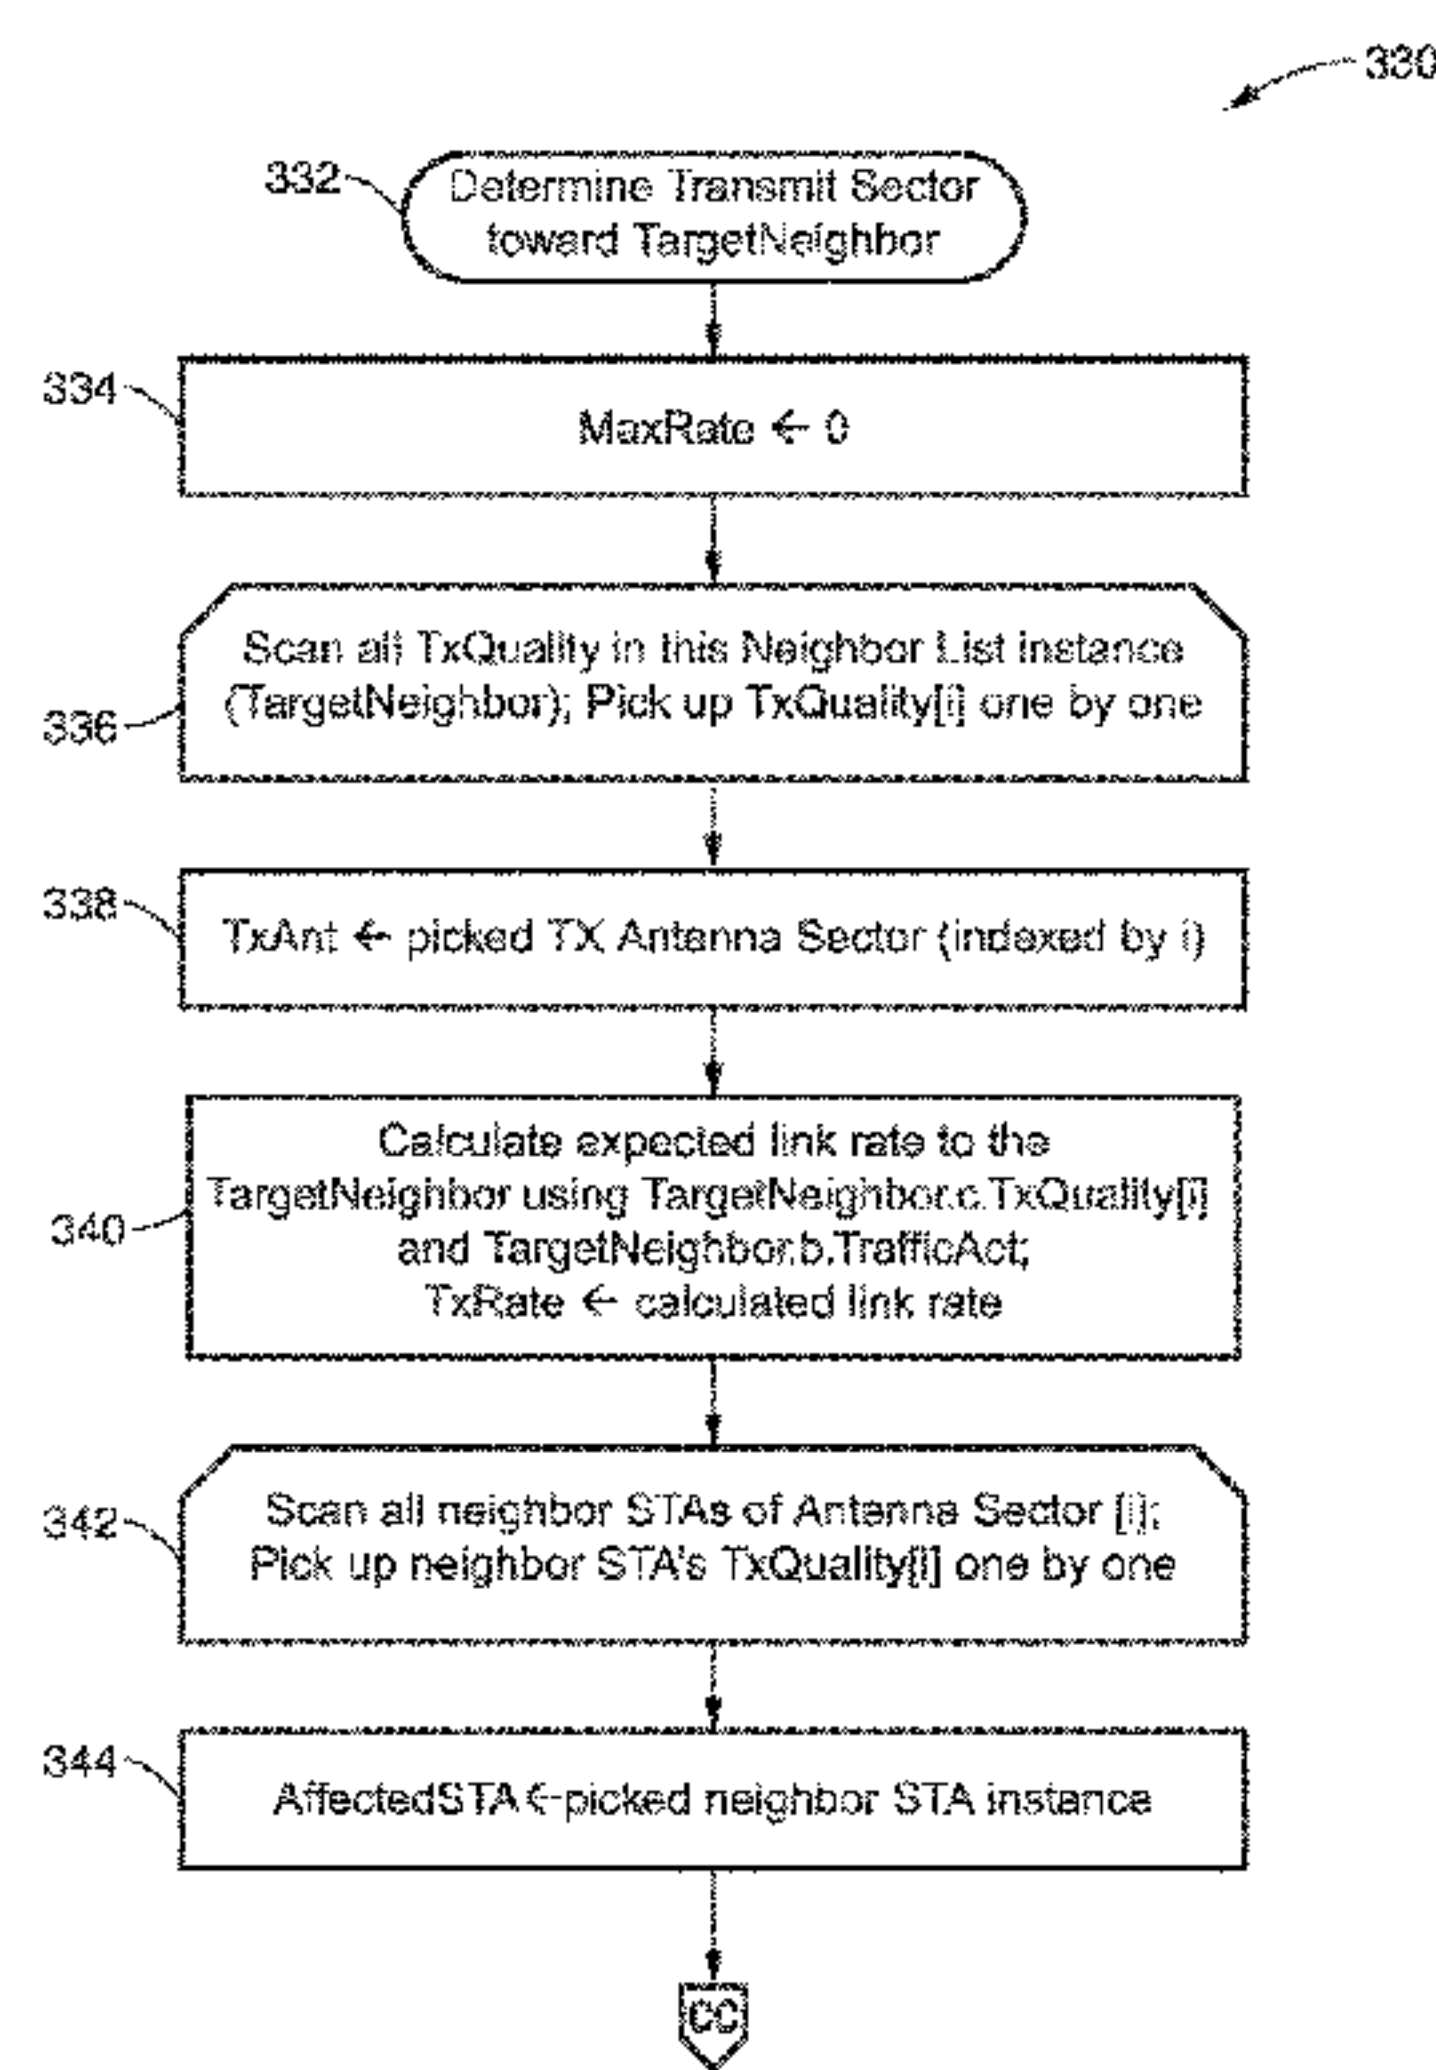 330
332
Determine Transmit Sector
toward TargetNeighbor
334
MaxRate ← 0
336
Scan all TxQuality in this Neighbor List instance
(TargetNeighbor); Pick up TxQuality[i] one by one
338
TxAnt ← picked TX Antenna Sector (indexed by i)
340
Calculate expected link rate to the
TargetNeighbor using TargetNeighbor.c.TxQuality[i]
and TargetNeighbor.b.TrafficAct;
TxRate ← calculated link rate
342
Scan all neighbor STAs of Antenna Sector [i];
Pick up neighbor STA's TxQuality[i] one by one
344
AffectedSTA ← picked neighbor STA instance
CC